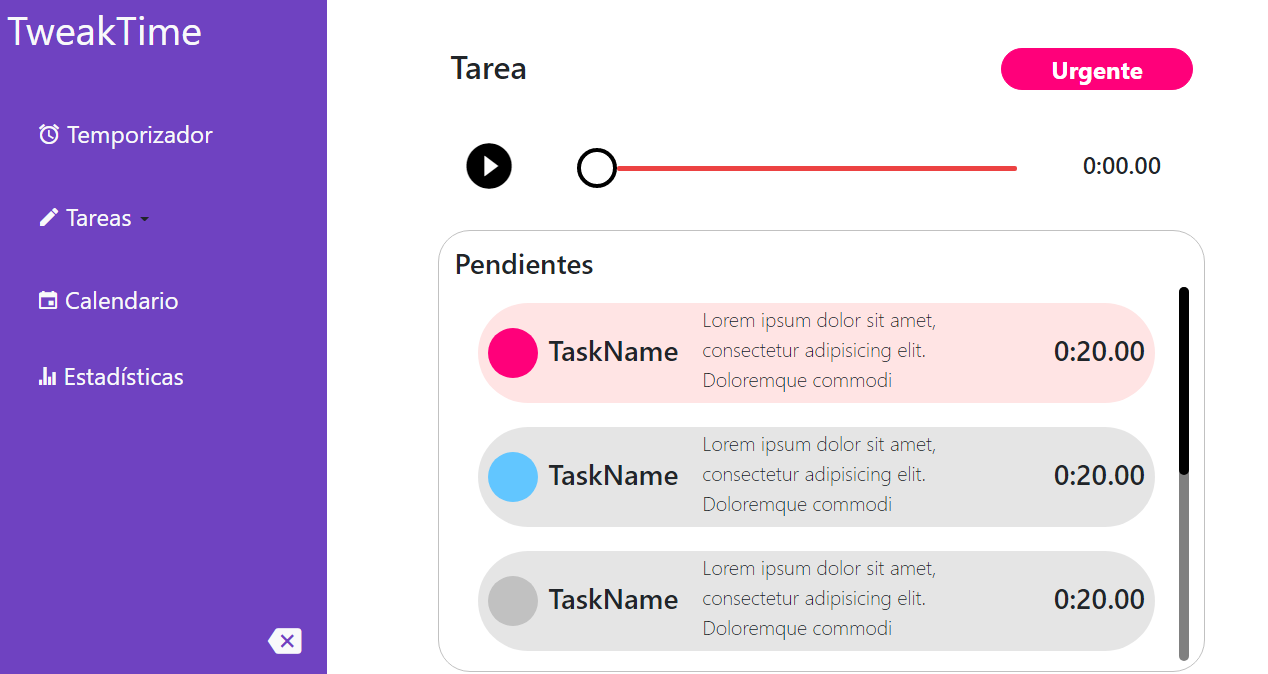 TweakTime
Temporizador
Tareas
Calendario
Estadísticas
Tarea
Urgente
0:00.00
Pendientes
TaskName
Lorem ipsum dolor sit amet,
consectetur adipisicing elit.
Doloremque commodi
0:20.00
TaskName
Lorem ipsum dolor sit amet,
consectetur adipisicing elit.
Doloremque commodi
0:20.00
TaskName
Lorem ipsum dolor sit amet,
consectetur adipisicing elit.
Doloremque commodi
0:20.00